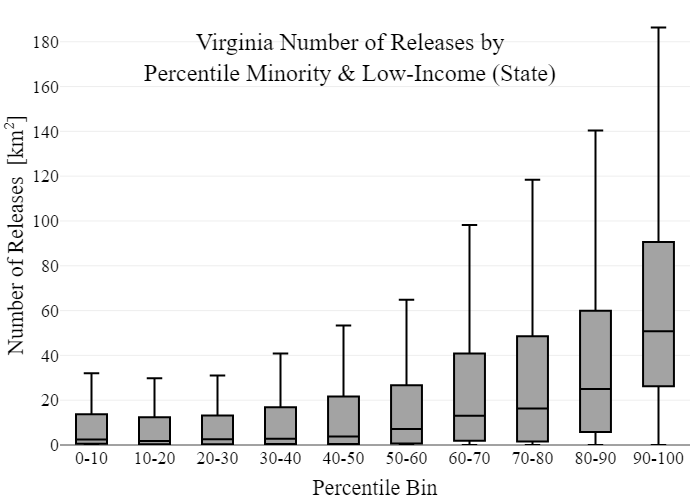 Virginia Number of Releases by
Percentile Minority & Low-Income (State)
Number of Releases [km²]
180
160
140
120
100
80
60
40
20
0
0-10 10-20 20-30 30-40 40-50 50-60 60-70 70-80 80-90 90-100
Percentile Bin